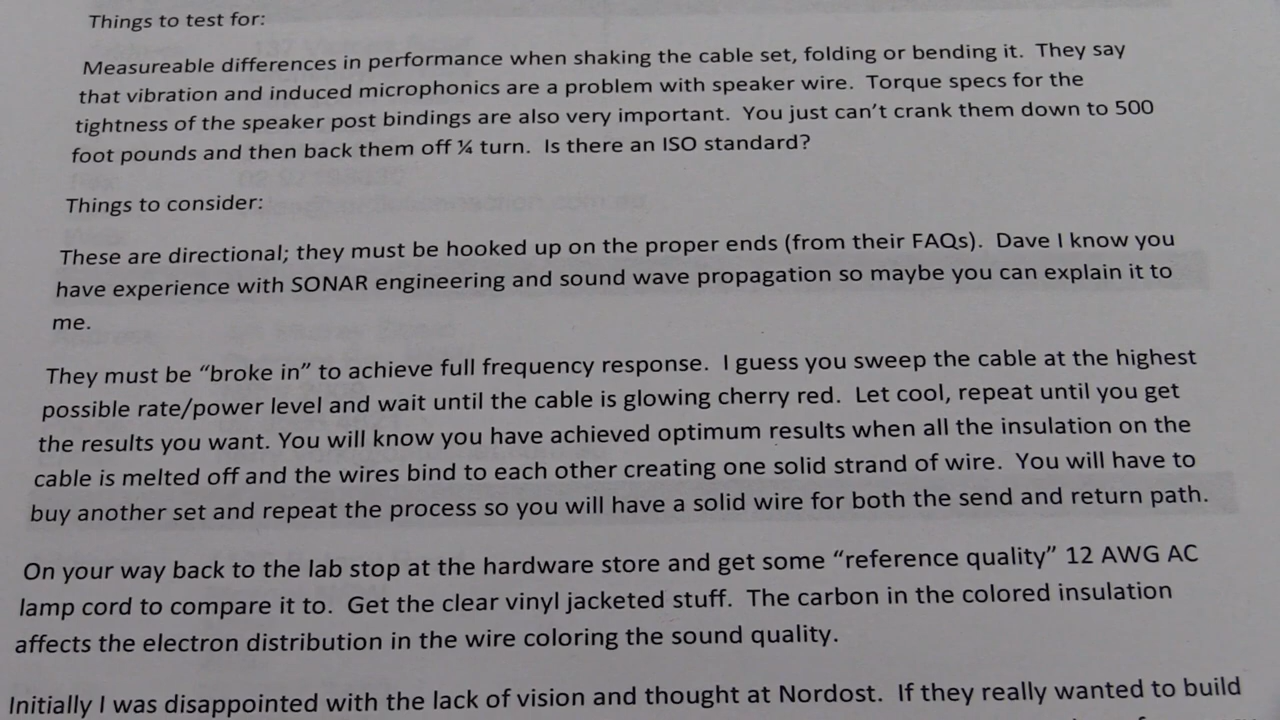 Things to test for:
Measureable differences in performance when shaking the cable set, folding or bending it. They say
that vibration and induced microphonics are a problem with speaker wire. Torque specs for the
tightness of the speaker post bindings are also very important. You just can't crank them down to 500
foot pounds and then back them off ¼ turn. Is there an ISO standard?
Things to consider:
These are directional; they must be hooked up on the proper ends (from their FAQs). Dave I know you
have experience with SONAR engineering and sound wave propagation so maybe you can explain it to
me.
They must be “broke in” to achieve full frequency response. I guess you sweep the cable at the highest
possible rate/power level and wait until the cable is glowing cherry red. Let cool, repeat until you get
the results you want. You will know you have achieved optimum results when all the insulation on the
cable is melted off and the wires bind to each other creating one solid strand of wire. You will have to
buy another set and repeat the process so you will have a solid wire for both the send and return path.
On your way back to the lab stop at the hardware store and get some “reference quality” 12 AWG AC
lamp cord to compare it to. Get the clear vinyl jacketed stuff. The carbon in the colored insulation
affects the electron distribution in the wire coloring the sound quality.
Initially I was disappointed with the lack of vision and thought at Nordost. If they really wanted to build